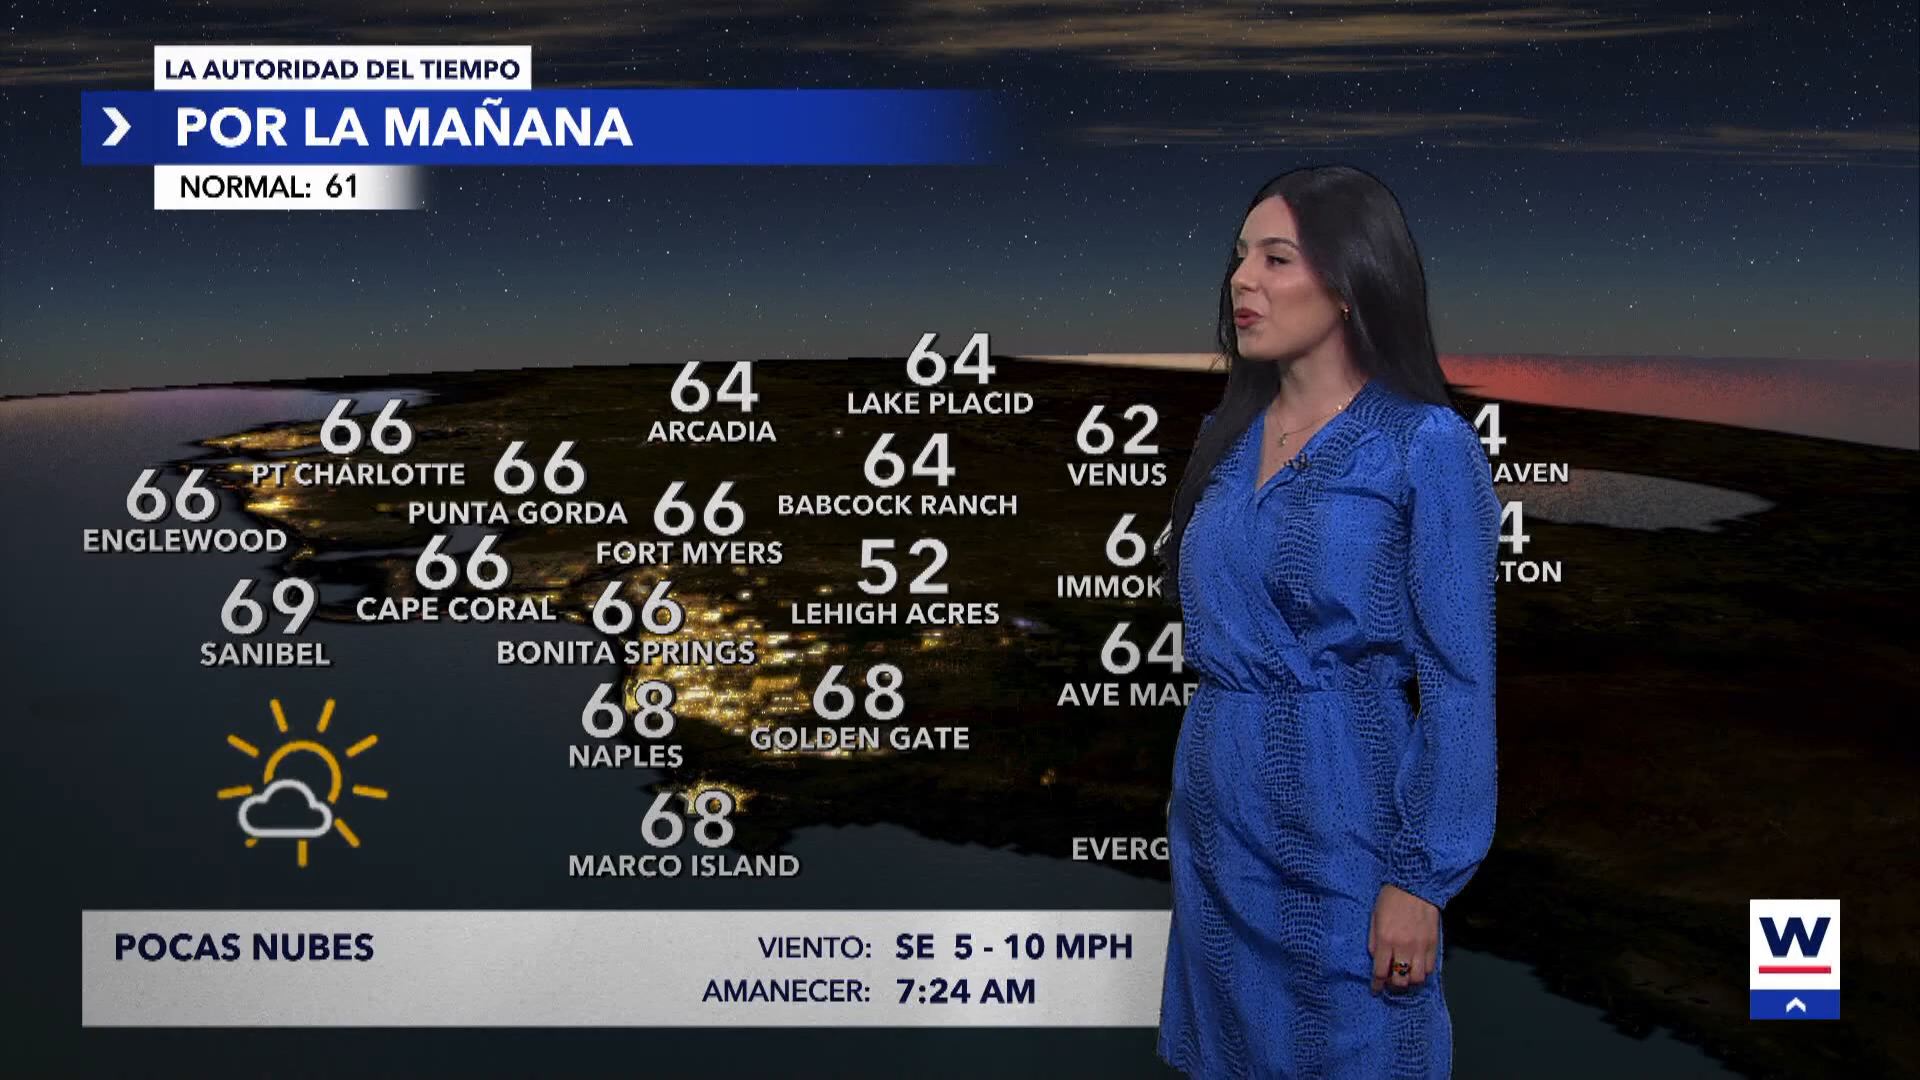 LA AUTORIDAD DEL TIEMPO
POR LA MAÑANA
NORMAL: 61
64
LAKE PLACID
64
ARCADIA
66
PT CHARLOTTE
62
VENUS
66
PUNTA GORDA
64
BABCOCK RANCH
66
ENGLEWOOD
66
FORT MYERS
66
CAPE CORAL
52
LEHIGH ACRES
69
SANIBEL
66
BONITA SPRINGS
64
68
NAPLES
68
GOLDEN GATE
68
MARCO ISLAND
POCAS NUBES
VIENTO: SE 5 - 10 MPH
AMANECER: 7:24 AM
W